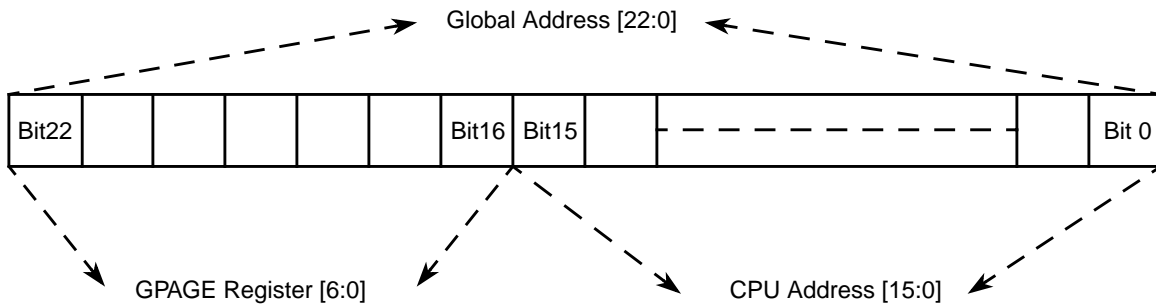 Global Address [22:0]
Bit22 Bit16 Bit15 Bit 0
GPAGE Register [6:0] CPU Address [15:0]